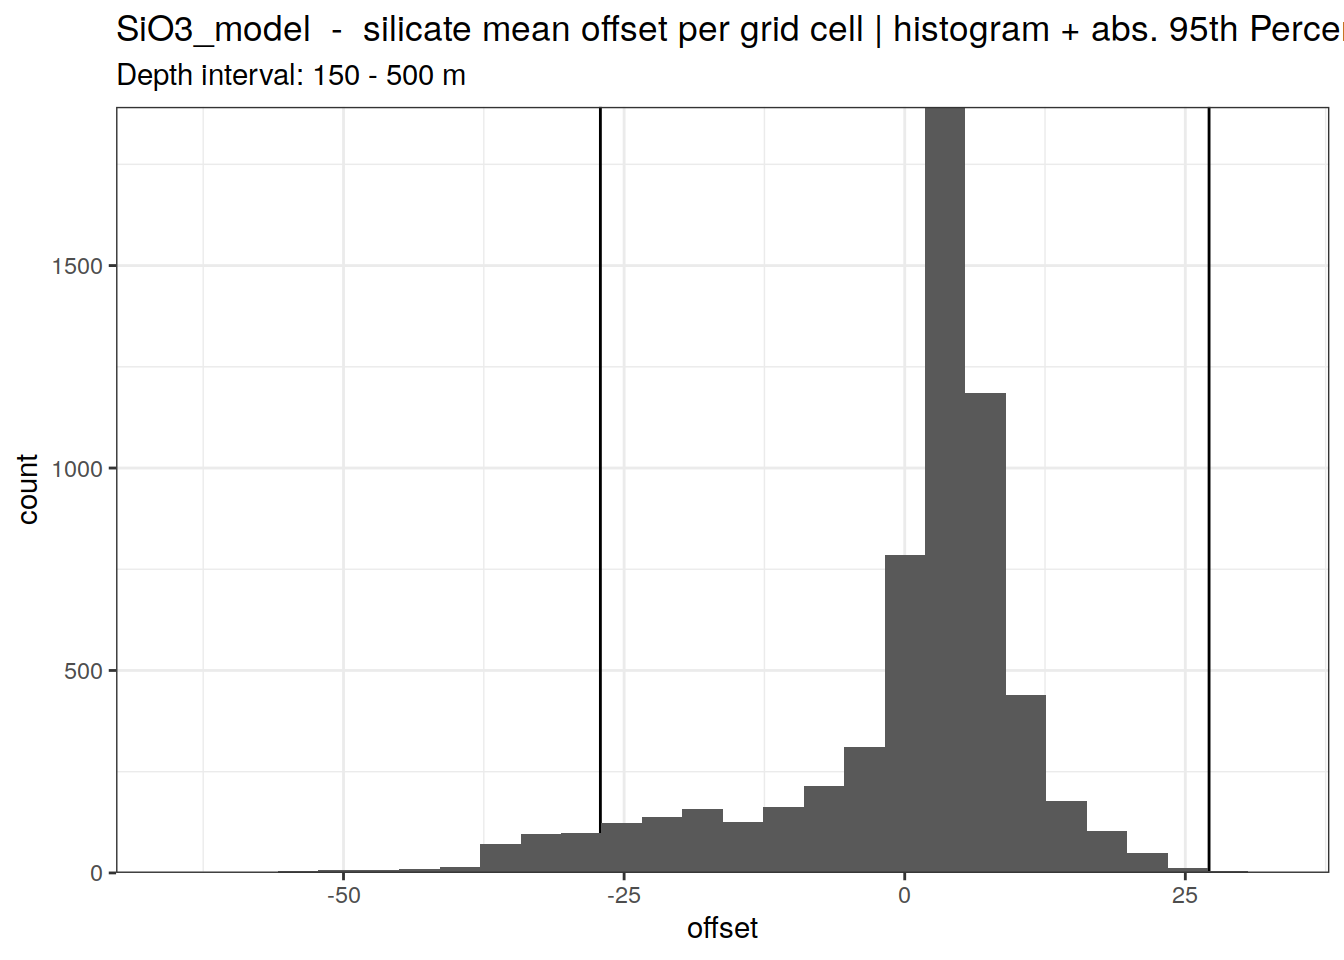 SiO3_model  -  silicate mean offset per grid cell | histogram + abs. 95th
Depth interval: 150 - 500 m
1500
1000
500
0
count
-50 -25 0 25
offset